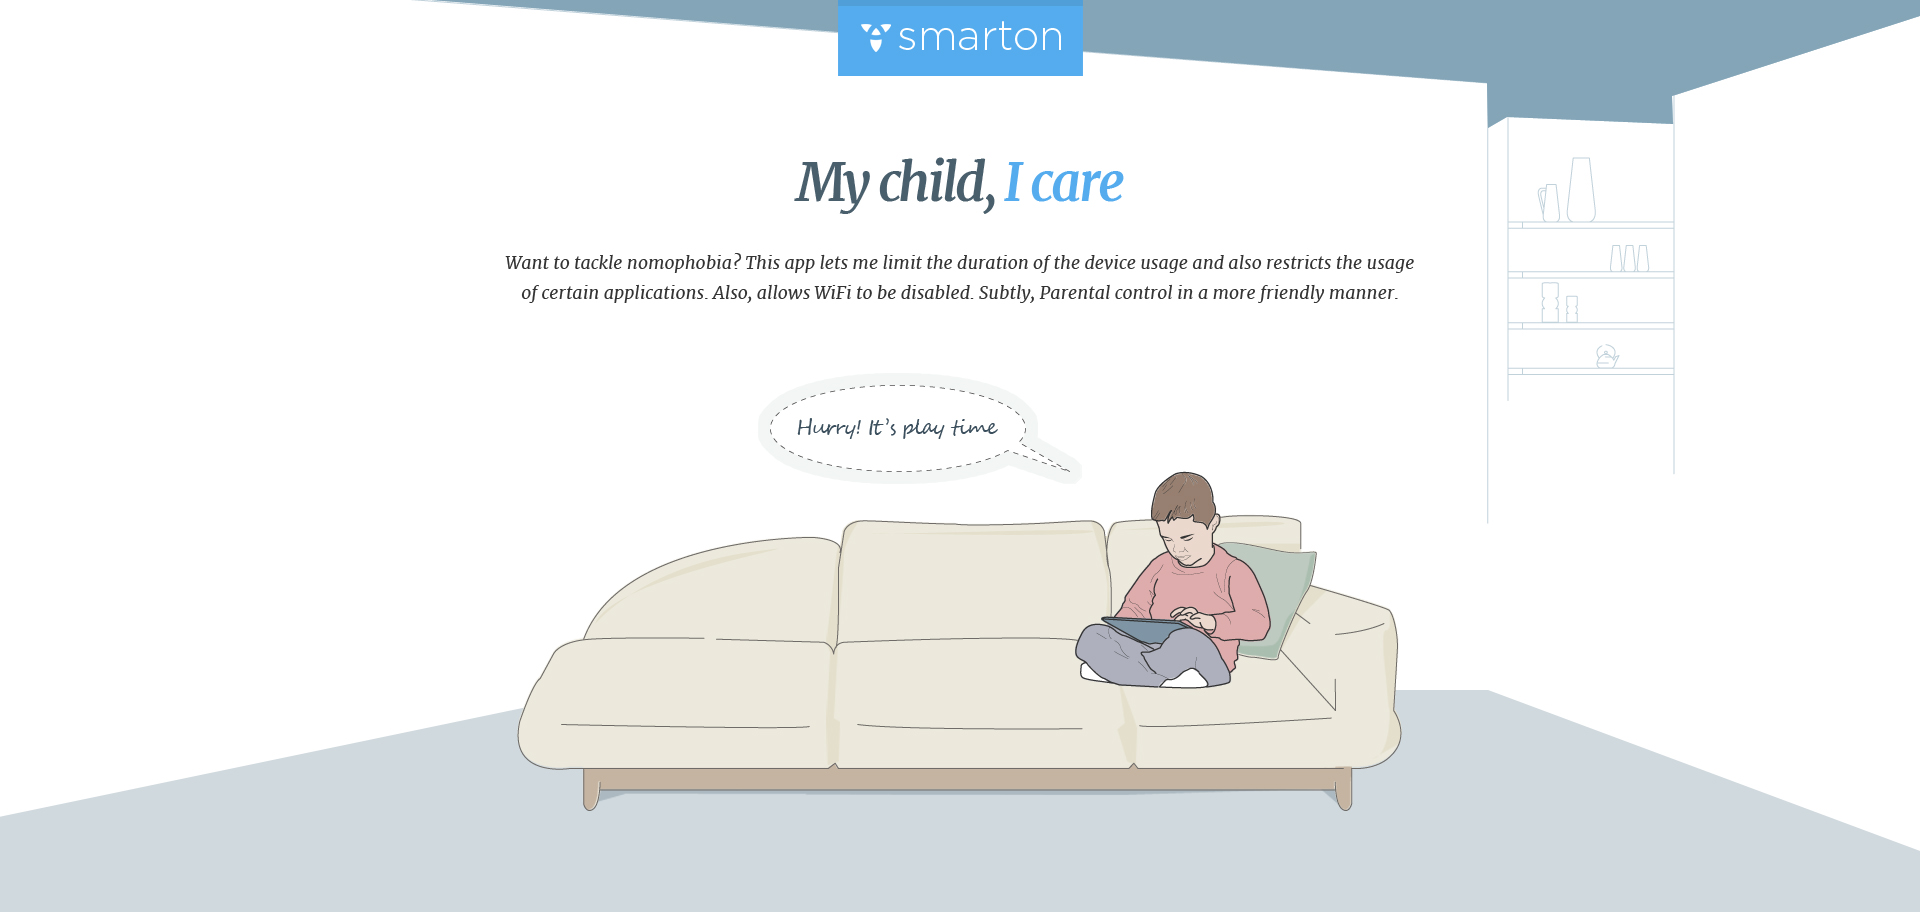 smarton
My child, I care
Want to tackle nomophobia? This app lets me limit the duration of the device usage and also restricts the usage
of certain applications. Also, allows WiFi to be disabled. Subtly, Parental control in a more friendly manner.
Hurry! It's play time